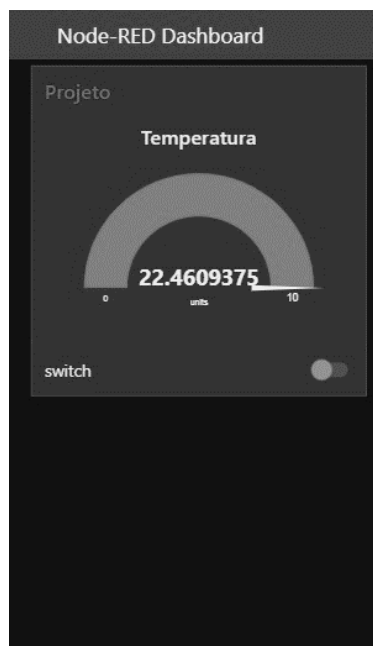 Node-RED Dashboard
Projeto
Temperatura
22.4609375
0
units
10
switch